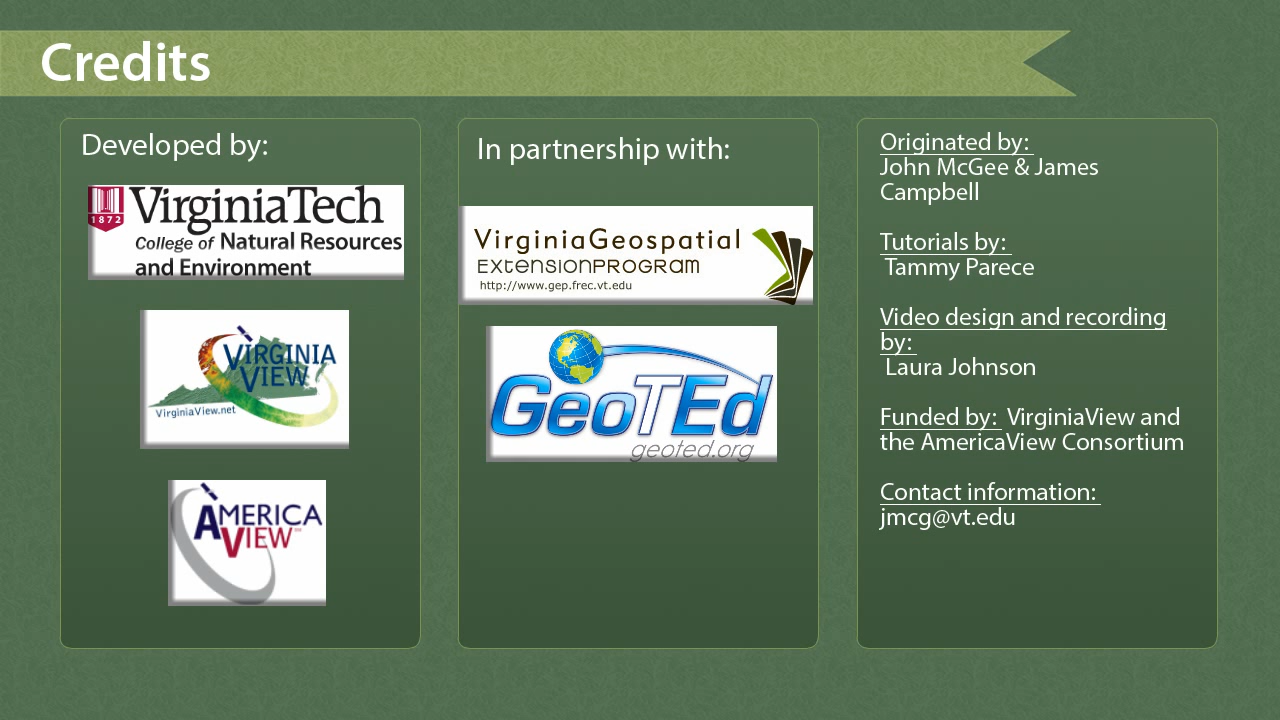 Credits
Developed by:
VirginiaTech
1872
College of Natural Resources
and Environment
VIRGINIA
VIEW
VirginiaView.net
AMERICA
VIEW
In partnership with:
VirginiaGeospatial
EXtensionPROGRAM
http://www.gep.frec.vt.edu
GeoTEd
geoted.org
Originated by:
John McGee & James
Campbell
Tutorials by:
Tammy Parece
Video design and recording
by:
Laura Johnson
Funded by: VirginiaView and
the AmericaView Consortium
Contact information:
jmcg@vt.edu